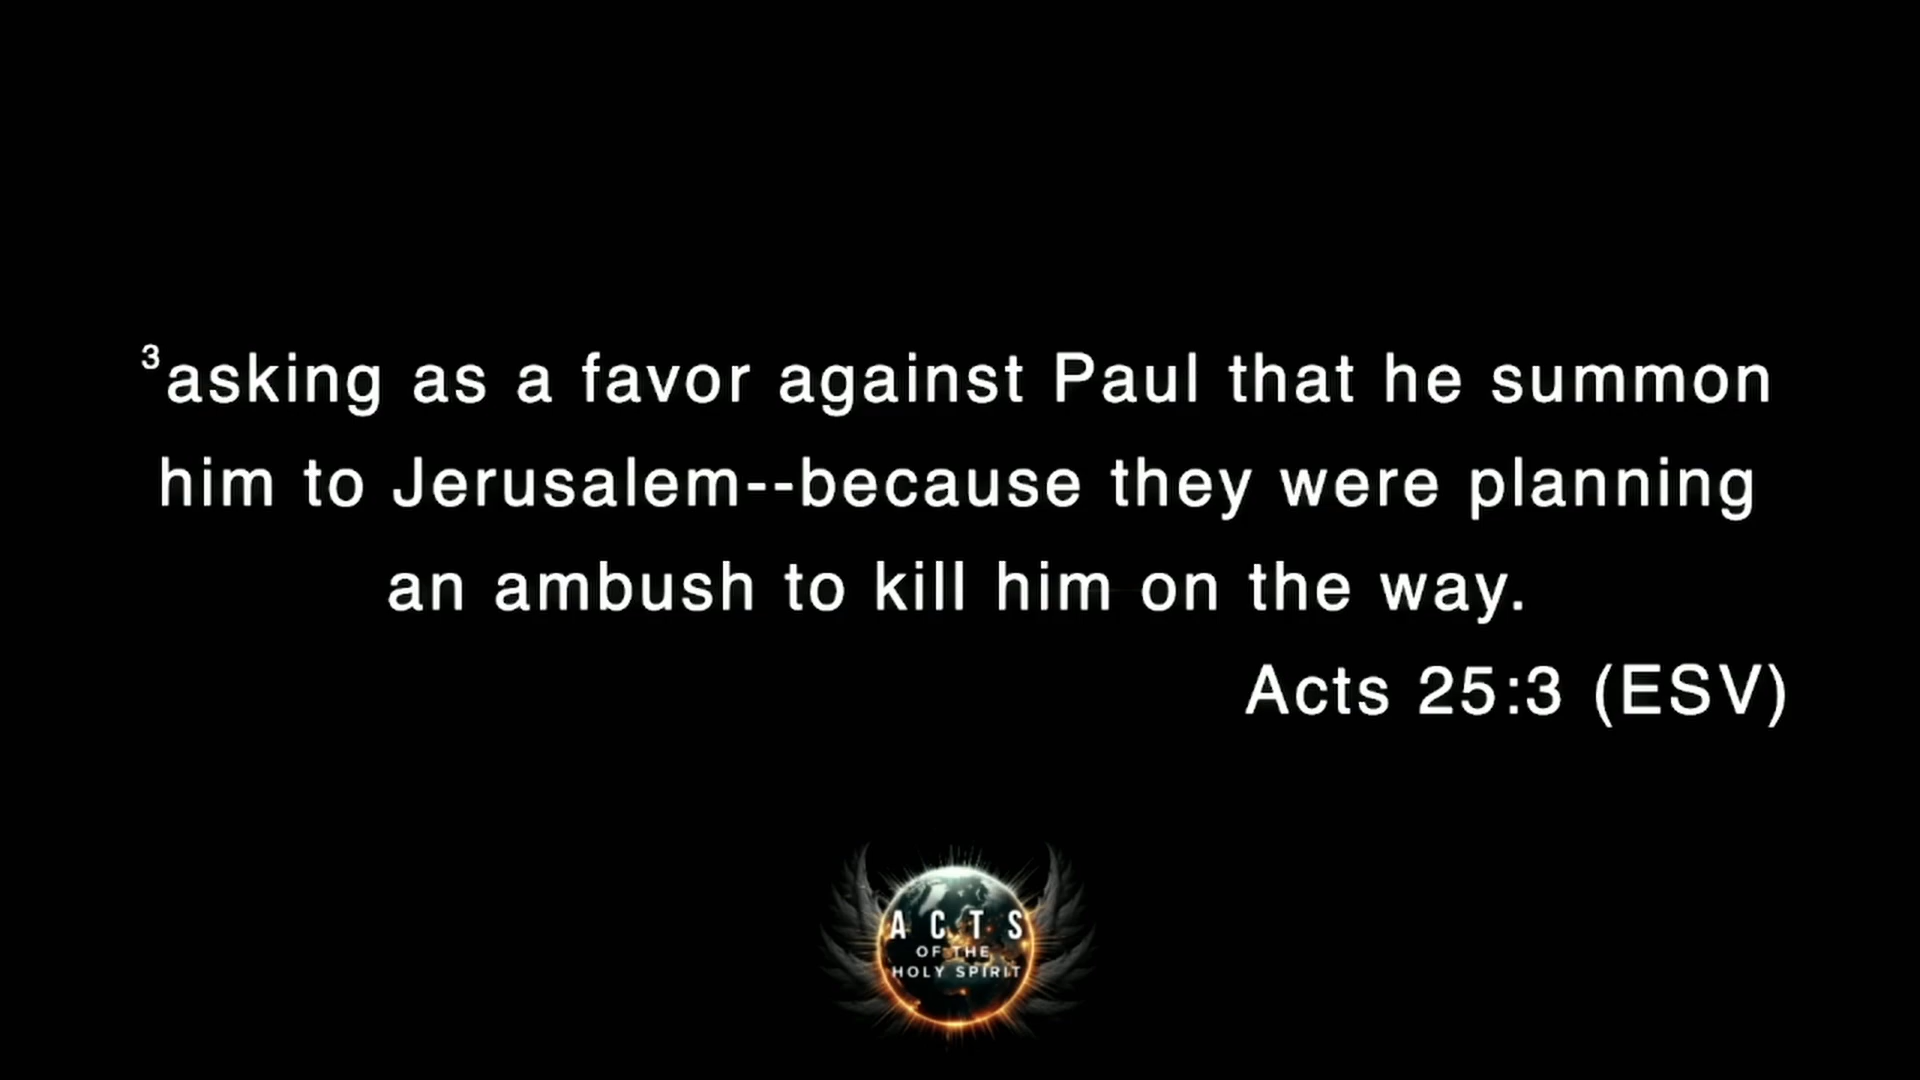 ³asking as a favor against Paul that he summon
him to Jerusalem--because they were planning
an ambush to kill him on the way.
Acts 25:3 (ESV)
ACTS
OF THE
HOLY SPIRIT